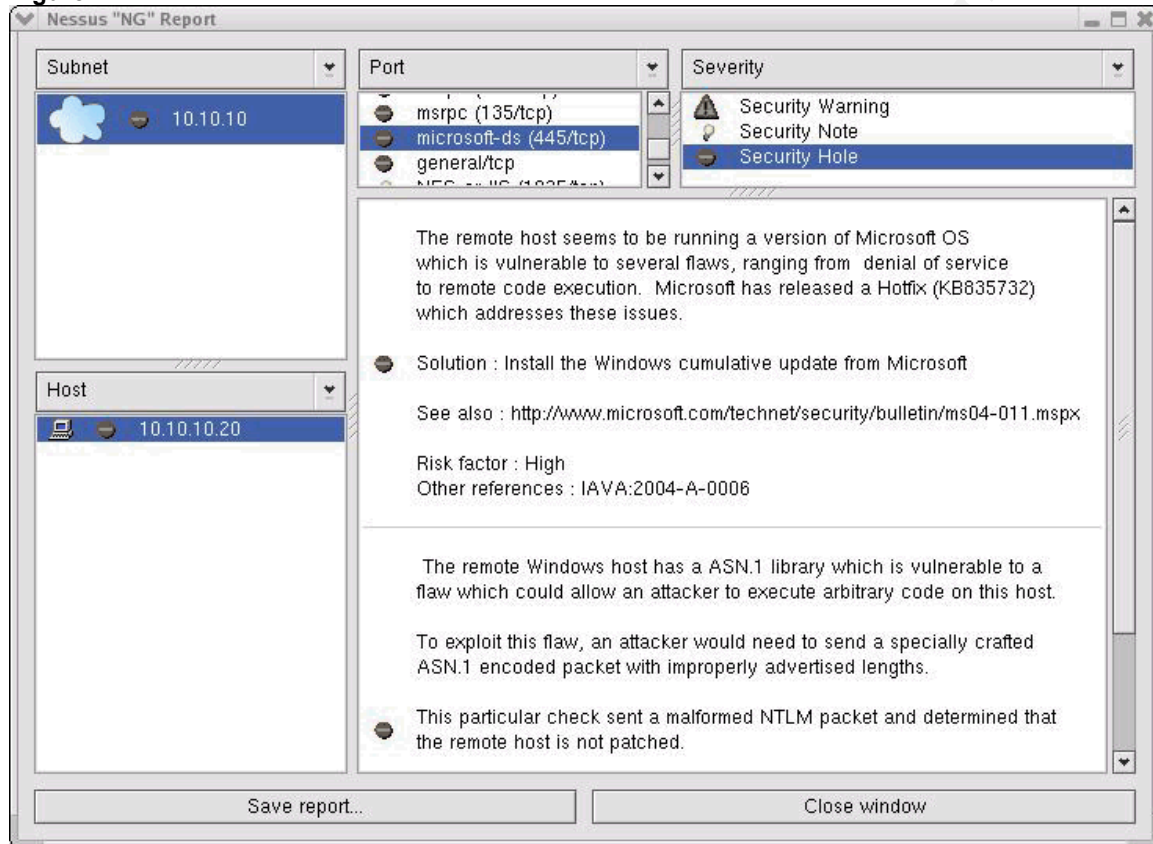 Nessus "NG" Report
Subnet
Port
Severity
10.10.10
msrpc (135/tcp)
microsoft-ds (445/tcp)
general/tcp
Security Warning
Security Note
Security Hole
The remote host seems to be running a version of Microsoft OS
which is vulnerable to several flaws, ranging from denial of service
to remote code execution. Microsoft has released a Hotfix (KB835732)
which addresses these issues.
Solution : Install the Windows cumulative update from Microsoft
See also : http://www.microsoft.com/technet/security/bulletin/ms04-011.mspx
Risk factor : High
Other references : IAVA:2004-A-0006
Host
10.10.10.20
The remote Windows host has a ASN.1 library which is vulnerable to a
flaw which could allow an attacker to execute arbitrary code on this host.
To exploit this flaw, an attacker would need to send a specially crafted
ASN.1 encoded packet with improperly advertised lengths.
This particular check sent a malformed NTLM packet and determined that
the remote host is not patched.
Save report...
Close window